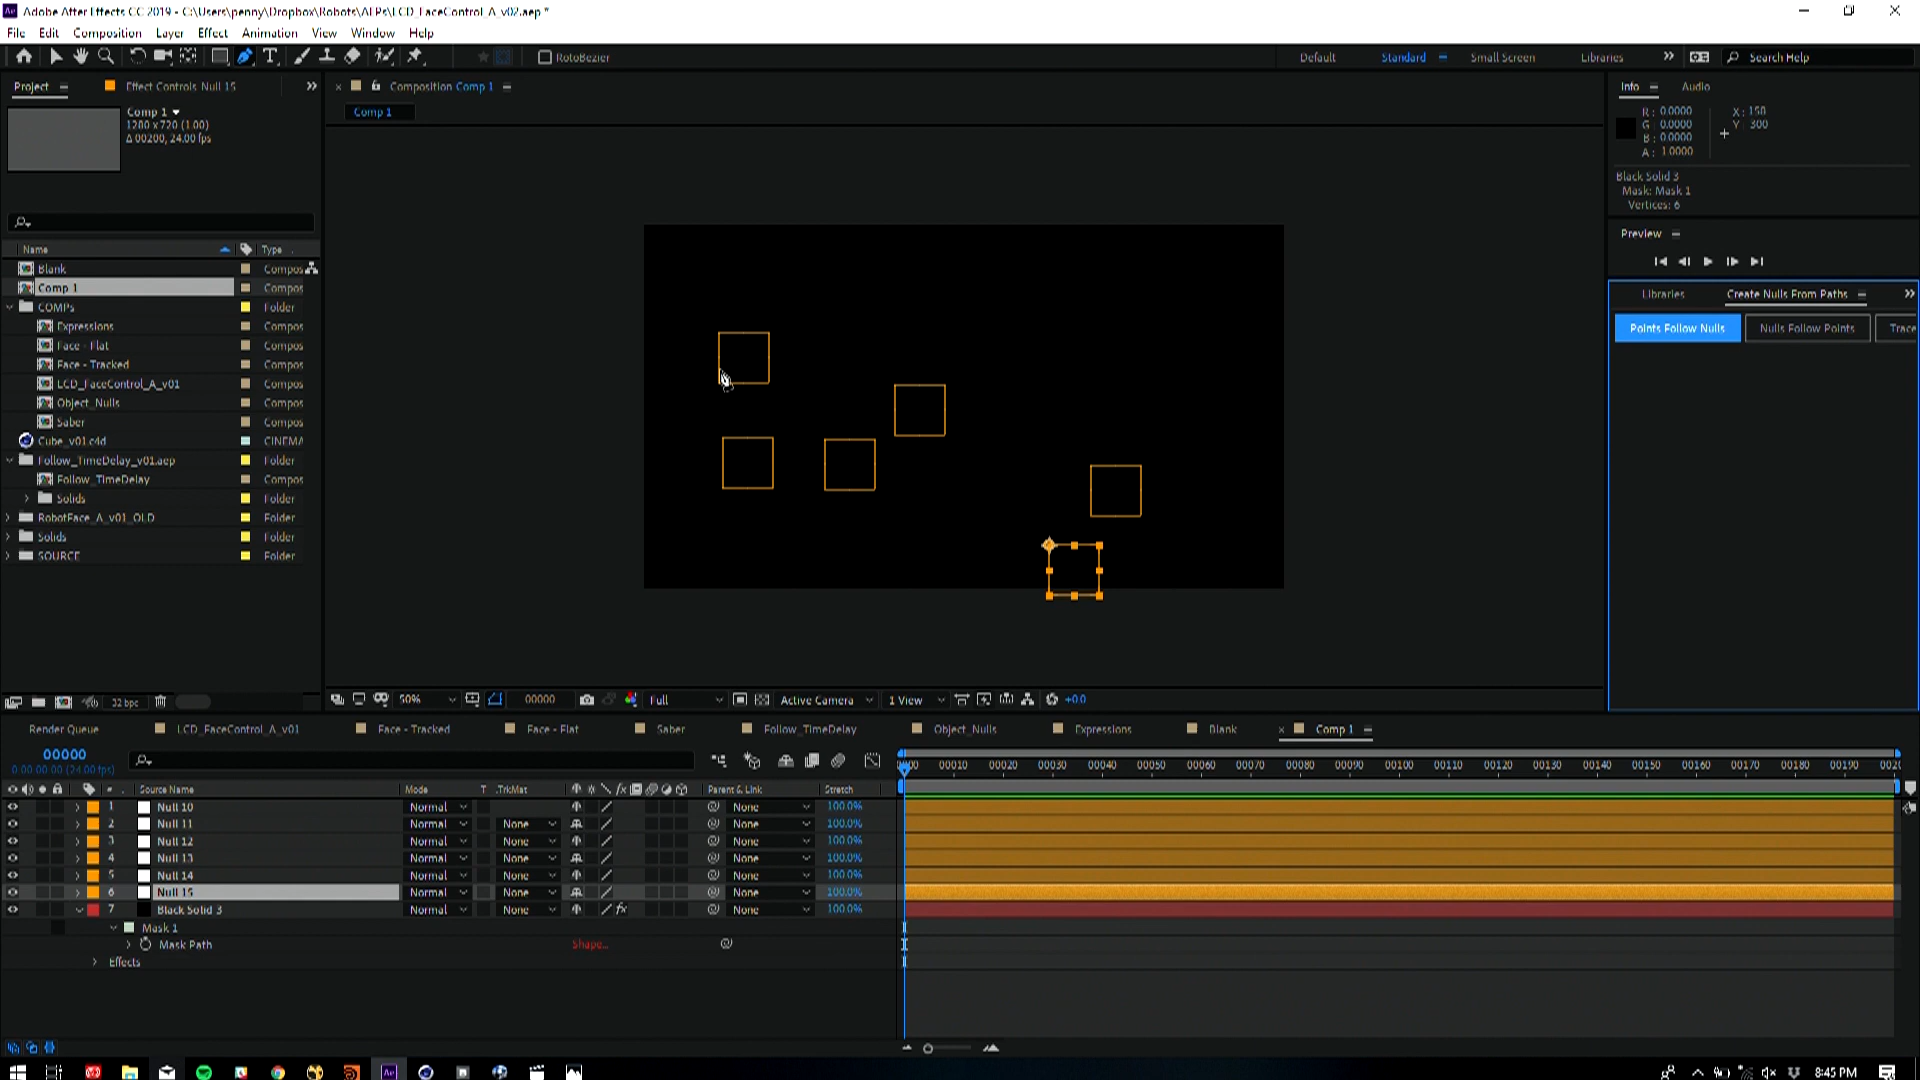 Adobe After Effects CC 2019 - C:\Users\penny\Dropbox\Robots\AEPs\LCD_FaceControl_A_v02.aep *
File Edit Composition Layer Effect Animation View Window Help
RotoBezier Default Standard Small Screen Libraries Search Help
Project Effect Controls Null 15 Composition Comp 1 Info Audio
Comp 1
Comp 1
1280 x 720 (1.00)
Δ 00200, 24.00 fps
R: 0.0000 X: 158
G: 0.0000 Y: 300
B: 0.0000
A: 1.0000
Black Solid 3
Mask: Mask 1
Vertices: 6
Preview
Libraries Create Nulls From Paths
Points Follow Nulls Nulls Follow Points Trace
Name Type
Blank Compos
Comp 1 Compos
COMPs Folder
Expressions Compos
Face - Flat Compos
Face - Tracked Compos
LCD_FaceControl_A_v01 Compos
Object_Nulls Compos
Saber Compos
Cube_v01.c4d CINEMA
Follow_TimeDelay_v01.aep Folder
Follow_TimeDelay Compos
Solids Folder
RobotFace_A_v01_OLD Folder
Solids Folder
SOURCE Folder
32 bpc 50% 00000 Full Active Camera 1 View +0.0
Render Queue LCD_FaceControl_A_v01 Face - Tracked Face - Flat Saber Follow_TimeDelay Object_Nulls Expressions Blank Comp 1
00000
0:00:00:00 (24.00 fps)
00010 00020 00030 00040 00050 00060 00070 00080 00090 00100 00110 00120 00130 00140 00150 00160 00170 00180 00190
# Source Name Mode T .TrkMat Parent & Link Stretch
1 Null 10 Normal None 100.0%
2 Null 11 Normal None None 100.0%
3 Null 12 Normal None None 100.0%
4 Null 13 Normal None None 100.0%
5 Null 14 Normal None None 100.0%
6 Null 15 Normal None None 100.0%
7 Black Solid 3 Normal None None 100.0%
Mask 1
Mask Path Shape...
Effects
8:45 PM